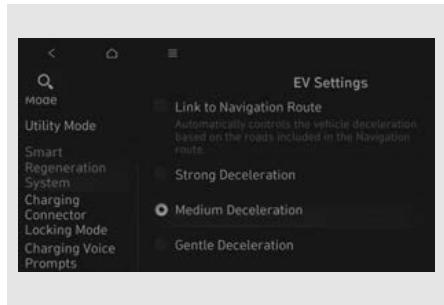 EV Settings
Mode
Utility Mode
Smart
Regeneration
System
Charging
Connector
Locking Mode
Charging Voice
Prompts
Link to Navigation Route
Automatically controls the vehicle deceleration
based on the roads included in the Navigation
route.
Strong Deceleration
Medium Deceleration
Gentle Deceleration